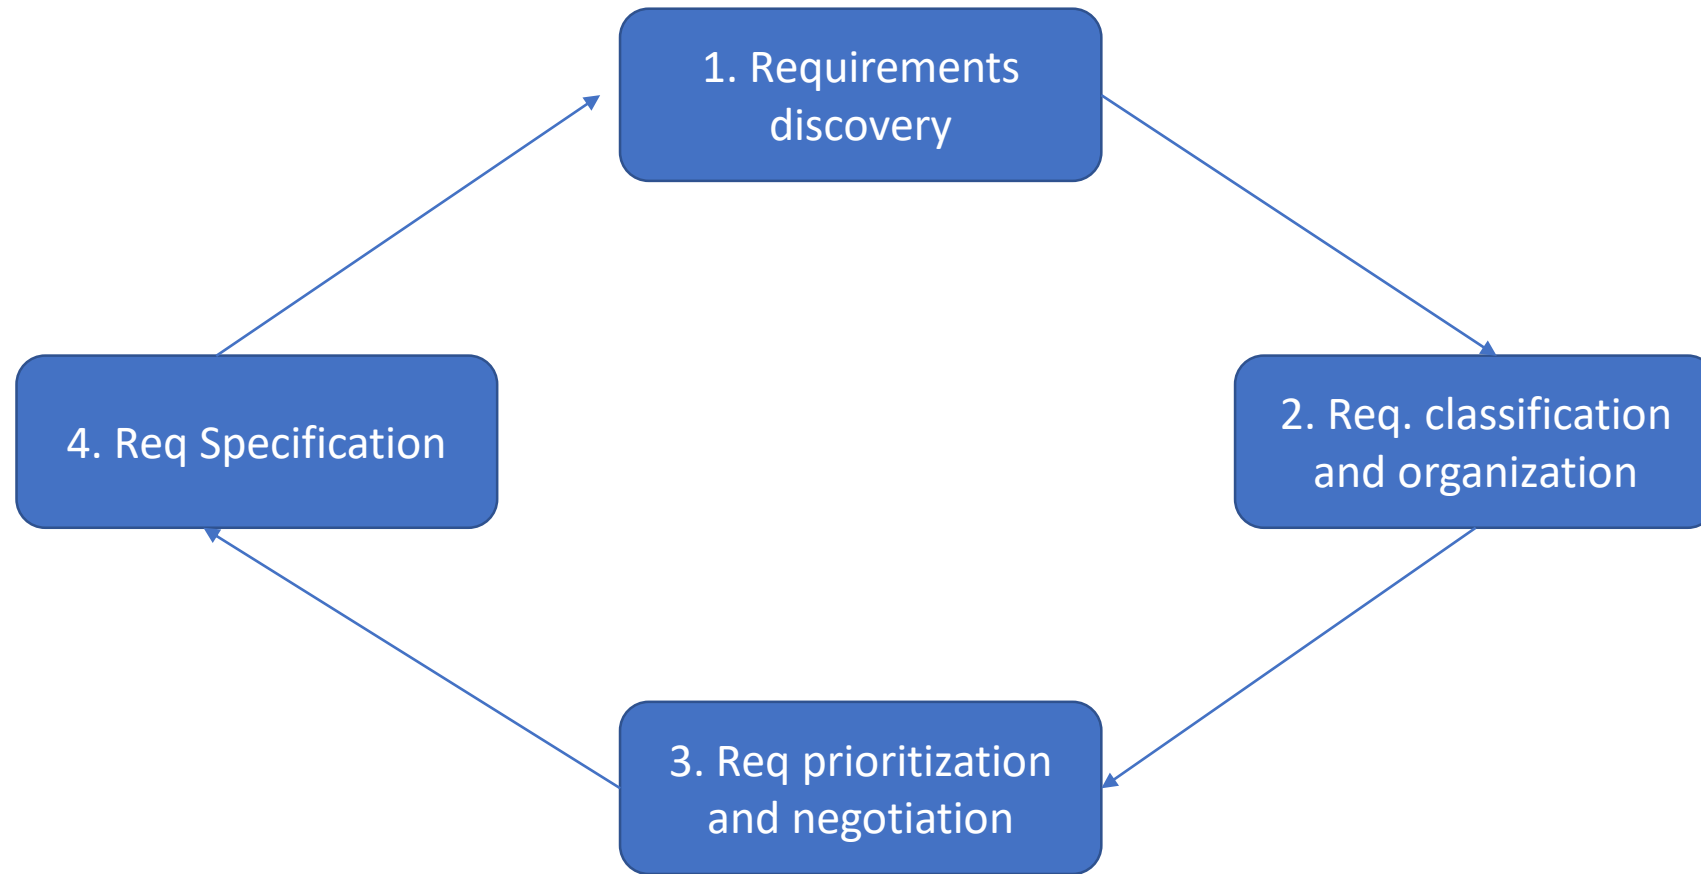 1. Requirements
discovery
2. Req. classification
and organization
3. Req prioritization
and negotiation
4. Req Specification